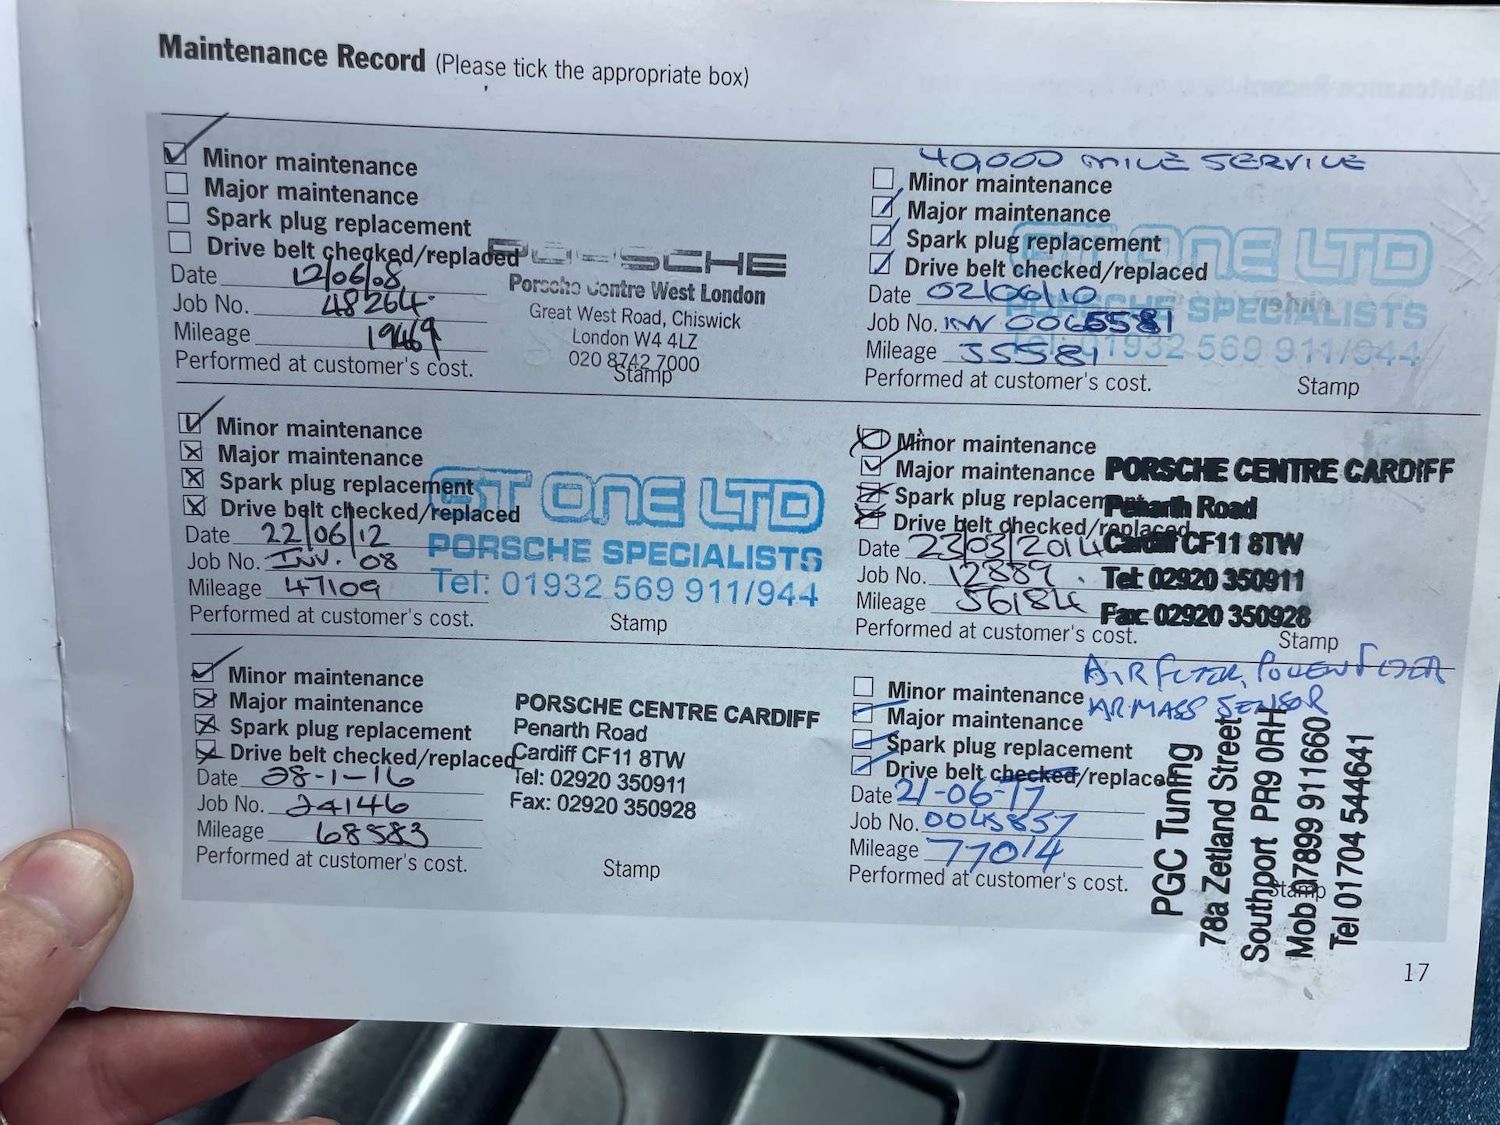 Maintenance Record (Please tick the appropriate box)
Minor maintenance
Major maintenance
Spark plug replacement
Drive belt checked/replaced
Date 12/06/08
Job No. 48264
Mileage 19469
Performed at customer's cost.
PORSCHE
Porsche Centre West London
Great West Road, Chiswick
London W4 4LZ
020 8742 7000
Stamp
40,000 MILE SERVICE
Minor maintenance
Major maintenance
Spark plug replacement
Drive belt checked/replaced
Date 02/06/10
Job No. INV 0065581
Mileage 35581
Performed at customer's cost.
GT ONE LTD
PORSCHE SPECIALISTS
Tel: 01932 569 911/944
Stamp
Minor maintenance
Major maintenance
Spark plug replacement
Drive belt checked/replaced
Date 22/06/12
Job No. INV. 08
Mileage 47109
Performed at customer's cost.
GT ONE LTD
PORSCHE SPECIALISTS
Tel: 01932 569 911/944
Stamp
Minor maintenance
Major maintenance
Spark plug replacement
Drive belt checked/replaced
Date 23/03/2014
Job No. 12889
Mileage 56184
Performed at customer's cost.
PORSCHE CENTRE CARDIFF
Penarth Road
Cardiff CF11 8TW
Tel: 02920 350911
Fax: 02920 350928
Stamp
Minor maintenance
Major maintenance
Spark plug replacement
Drive belt checked/replaced
Date 28-1-16
Job No. 24146
Mileage 68583
Performed at customer's cost.
PORSCHE CENTRE CARDIFF
Penarth Road
Cardiff CF11 8TW
Tel: 02920 350911
Fax: 02920 350928
Stamp
AIR FILTER, POLLEN FILTER
AIRMASS SENSOR
Minor maintenance
Major maintenance
Spark plug replacement
Drive belt checked/replaced
Date 21-06-17
Job No. 0045857
Mileage 77014
Performed at customer's cost.
PGC Tuning
78a Zetland Street
Southport PR9 0RH
Mob 07899 911660
Tel 01704 544641
Stamp
17